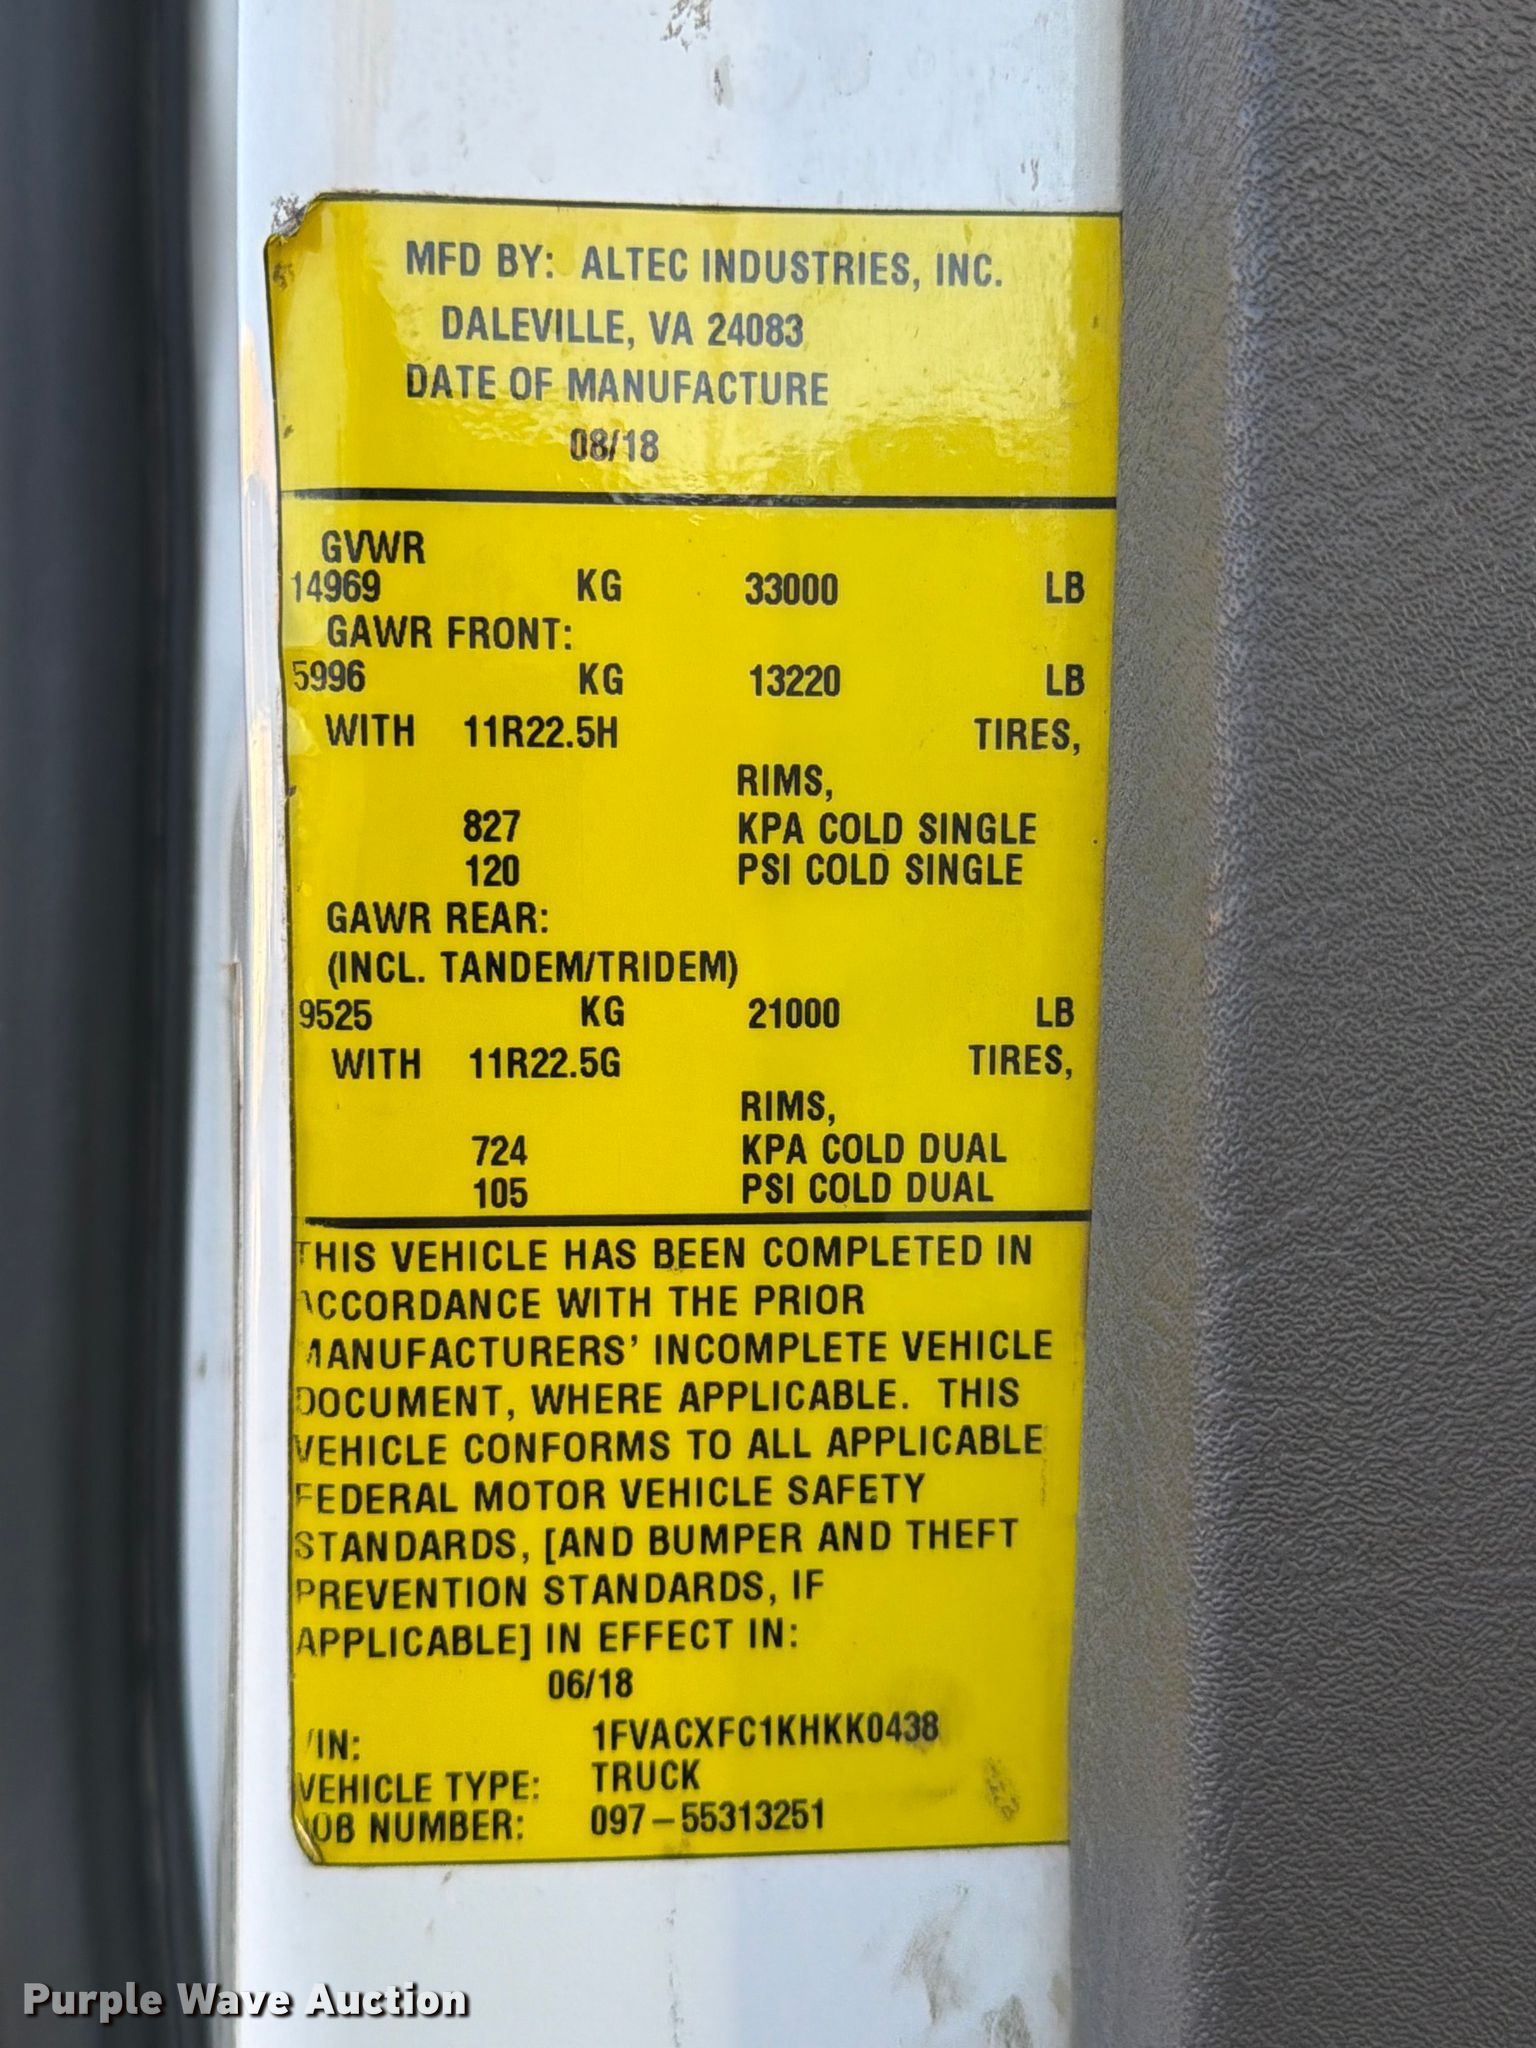 MFD BY: ALTEC INDUSTRIES, INC.
DALEVILLE, VA 24083
DATE OF MANUFACTURE
08/18
GVWR
14969 KG 33000 LB
GAWR FRONT:
5996 KG 13220 LB
WITH 11R22.5H TIRES,
RIMS,
827 KPA COLD SINGLE
120 PSI COLD SINGLE
GAWR REAR:
(INCL. TANDEM/TRIDEM)
9525 KG 21000 LB
WITH 11R22.5G TIRES,
RIMS,
724 KPA COLD DUAL
105 PSI COLD DUAL
THIS VEHICLE HAS BEEN COMPLETED IN
ACCORDANCE WITH THE PRIOR
MANUFACTURERS' INCOMPLETE VEHICLE
DOCUMENT, WHERE APPLICABLE. THIS
VEHICLE CONFORMS TO ALL APPLICABLE
FEDERAL MOTOR VEHICLE SAFETY
STANDARDS, [AND BUMPER AND THEFT
PREVENTION STANDARDS, IF
APPLICABLE] IN EFFECT IN:
06/18
VIN: 1FVACXFC1KHKK0438
VEHICLE TYPE: TRUCK
JOB NUMBER: 097-55313251
Purple Wave Auction